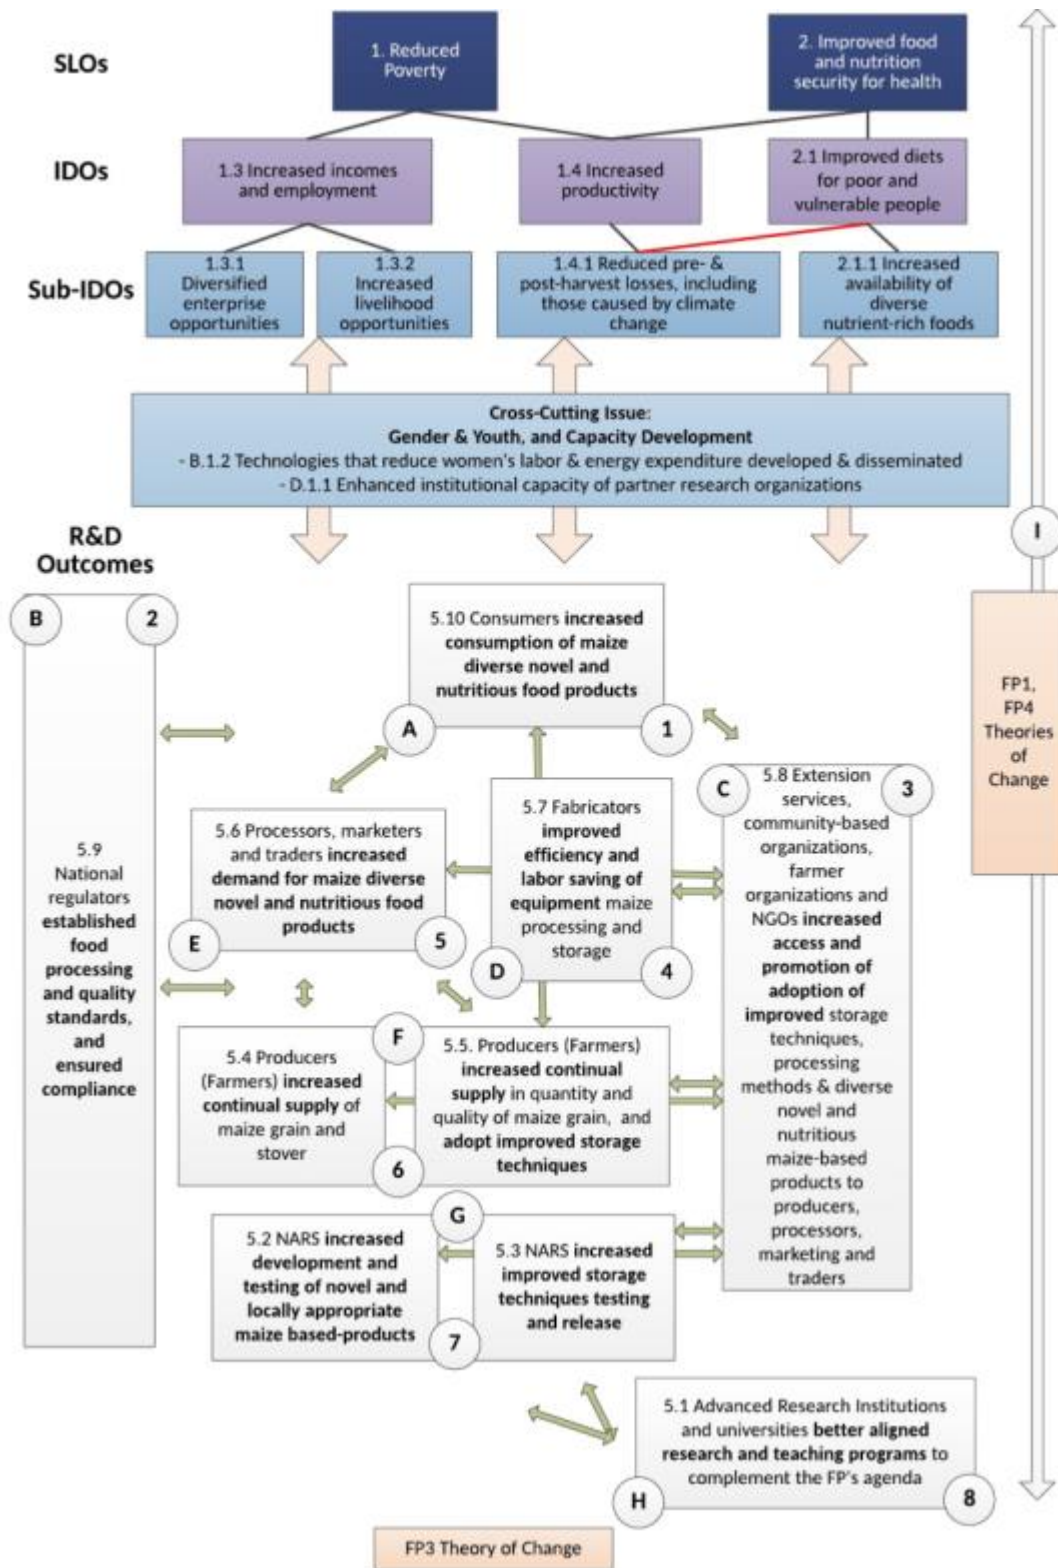 SLOs
1. Reduced
Poverty
2. Improved food
and nutrition
security for health
IDOs
1.3 Increased incomes
and employment
1.4 Increased
productivity
2.1 Improved diets
for poor and
vulnerable people
Sub-IDOs
1.3.1
Diversified
enterprise
opportunities
1.3.2
Increased
livelihood
opportunities
1.4.1 Reduced pre- &
post-harvest losses, including
those caused by climate
change
2.1.1 Increased
availability of
diverse
nutrient-rich foods
Cross-Cutting Issue:
Gender & Youth, and Capacity Development
- B.1.2 Technologies that reduce women's labor & energy expenditure developed & disseminated
- D.1.1 Enhanced institutional capacity of partner research organizations
I
R&D
Outcomes
B
2
5.9
National
regulators
established
food
processing
and quality
standards,
and
ensured
compliance
5.10 Consumers increased
consumption of maize
diverse novel and
nutritious food products
A
1
FP1,
FP4
Theories
of
Change
5.6 Processors, marketers
and traders increased
demand for maize diverse
novel and nutritious food
products
E
5
5.7 Fabricators
improved
efficiency and
labor saving of
equipment maize
processing and
storage
D
4
C
3
5.8 Extension
services,
community-based
organizations,
farmer
organizations and
NGOs increased
access and
promotion of
adoption of
improved storage
techniques,
processing
methods & diverse
novel and
nutritious
maize-based
products to
producers,
processors,
marketing and
traders
5.4 Producers
(Farmers) increased
continual supply of
maize grain and
stover
F
6
5.5. Producers (Farmers)
increased continual
supply in quantity and
quality of maize grain, and
adopt improved storage
techniques
5.2 NARS increased
development and
testing of novel and
locally appropriate
maize based-products
G
7
5.3 NARS increased
improved storage
techniques testing
and release
5.1 Advanced Research Institutions
and universities better aligned
research and teaching programs to
complement the FP's agenda
H
8
FP3 Theory of Change